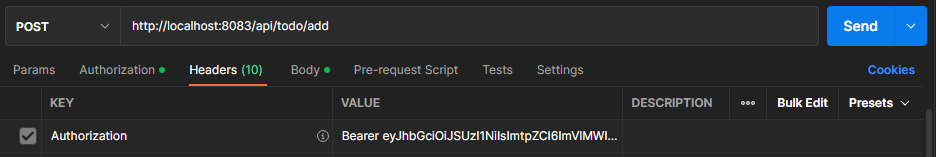 POST http://localhost:8083/api/todo/add Send
Params Authorization Headers (10) Body Pre-request Script Tests Settings Cookies
KEY VALUE DESCRIPTION ••• Bulk Edit Presets
Authorization Bearer eyJhbGciOiJSUzI1NiIsImtpZCI6ImVlMWI...